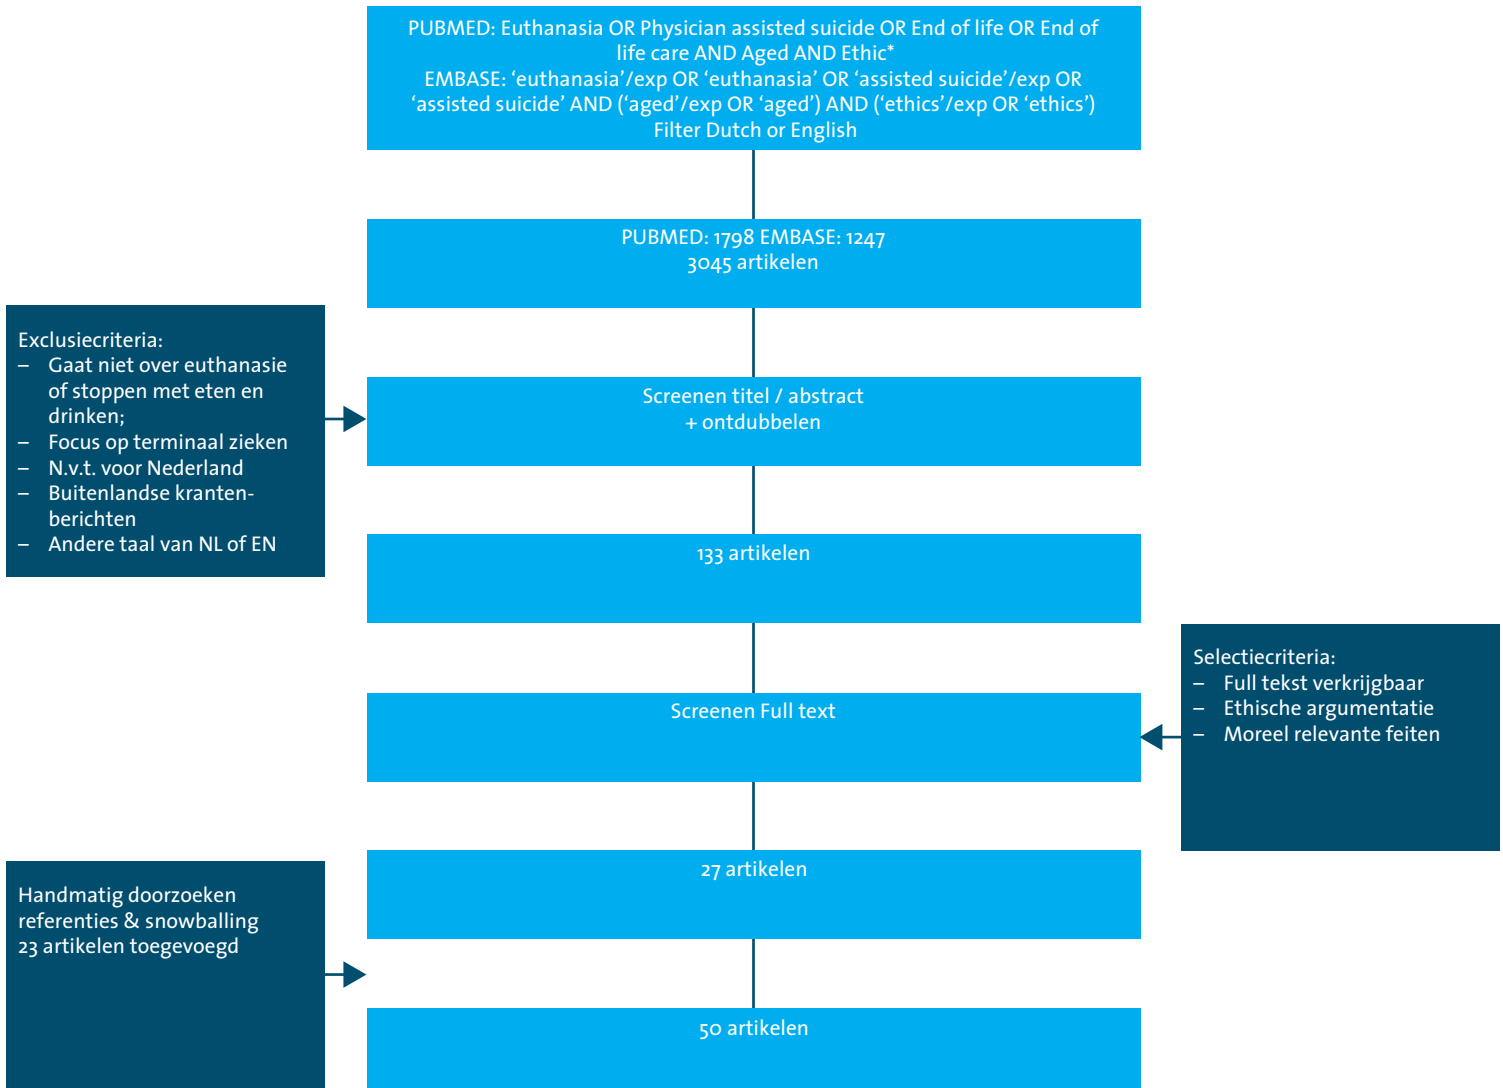 PUBMED: Euthanasia OR Physician assisted suicide OR End of life OR End of
life care AND Aged AND Ethic*
EMBASE: ‘euthanasia’/exp OR ‘euthanasia’ OR ‘assisted suicide’/exp OR
‘assisted suicide’ AND (‘aged’/exp OR ‘aged’) AND (‘ethics’/exp OR ‘ethics’)
Filter Dutch or English
PUBMED: 1798 EMBASE: 1247
3045 artikelen
Exclusiecriteria:
– Gaat niet over euthanasie
of stoppen met eten en
drinken;
– Focus op terminaal zieken
– N.v.t. voor Nederland
– Buitenlandse kranten-
berichten
– Andere taal van NL of EN
Screenen titel / abstract
+ ontdubbelen
133 artikelen
Selectiecriteria:
– Full tekst verkrijgbaar
– Ethische argumentatie
– Moreel relevante feiten
Screenen Full text
27 artikelen
Handmatig doorzoeken
referenties & snowballing
23 artikelen toegevoegd
50 artikelen